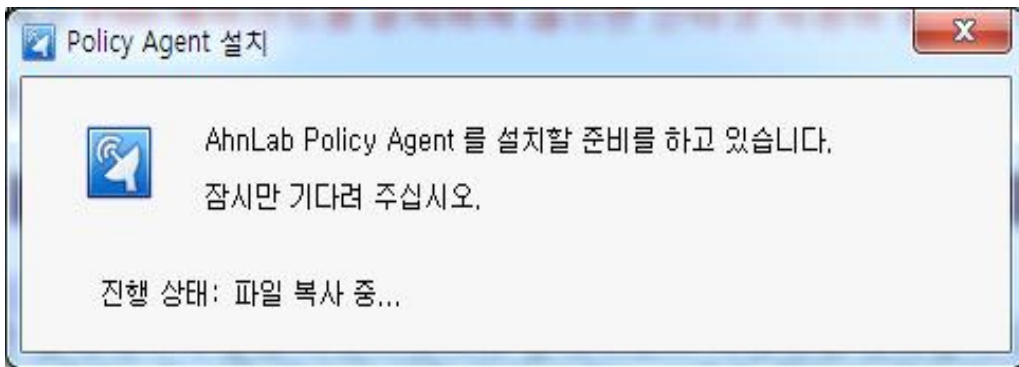 Policy Agent 설치
AhnLab Policy Agent 를 설치할 준비를 하고 있습니다.
잠시만 기다려 주십시오.
진행 상태: 파일 복사 중...